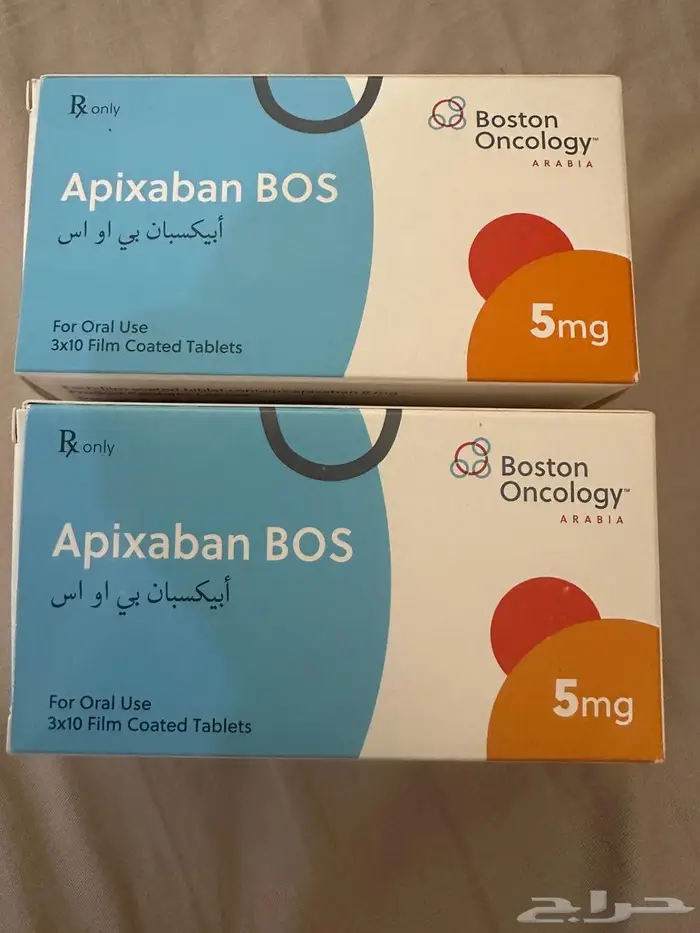 Rx only
Boston
Oncology™
ARABIA
Apixaban BOS
أبيكسبان بي او اس
5mg
For Oral Use
3x10 Film Coated Tablets
Rx only
Boston
Oncology™
ARABIA
Apixaban BOS
أبيكسبان بي او اس
5mg
For Oral Use
3x10 Film Coated Tablets
حراج